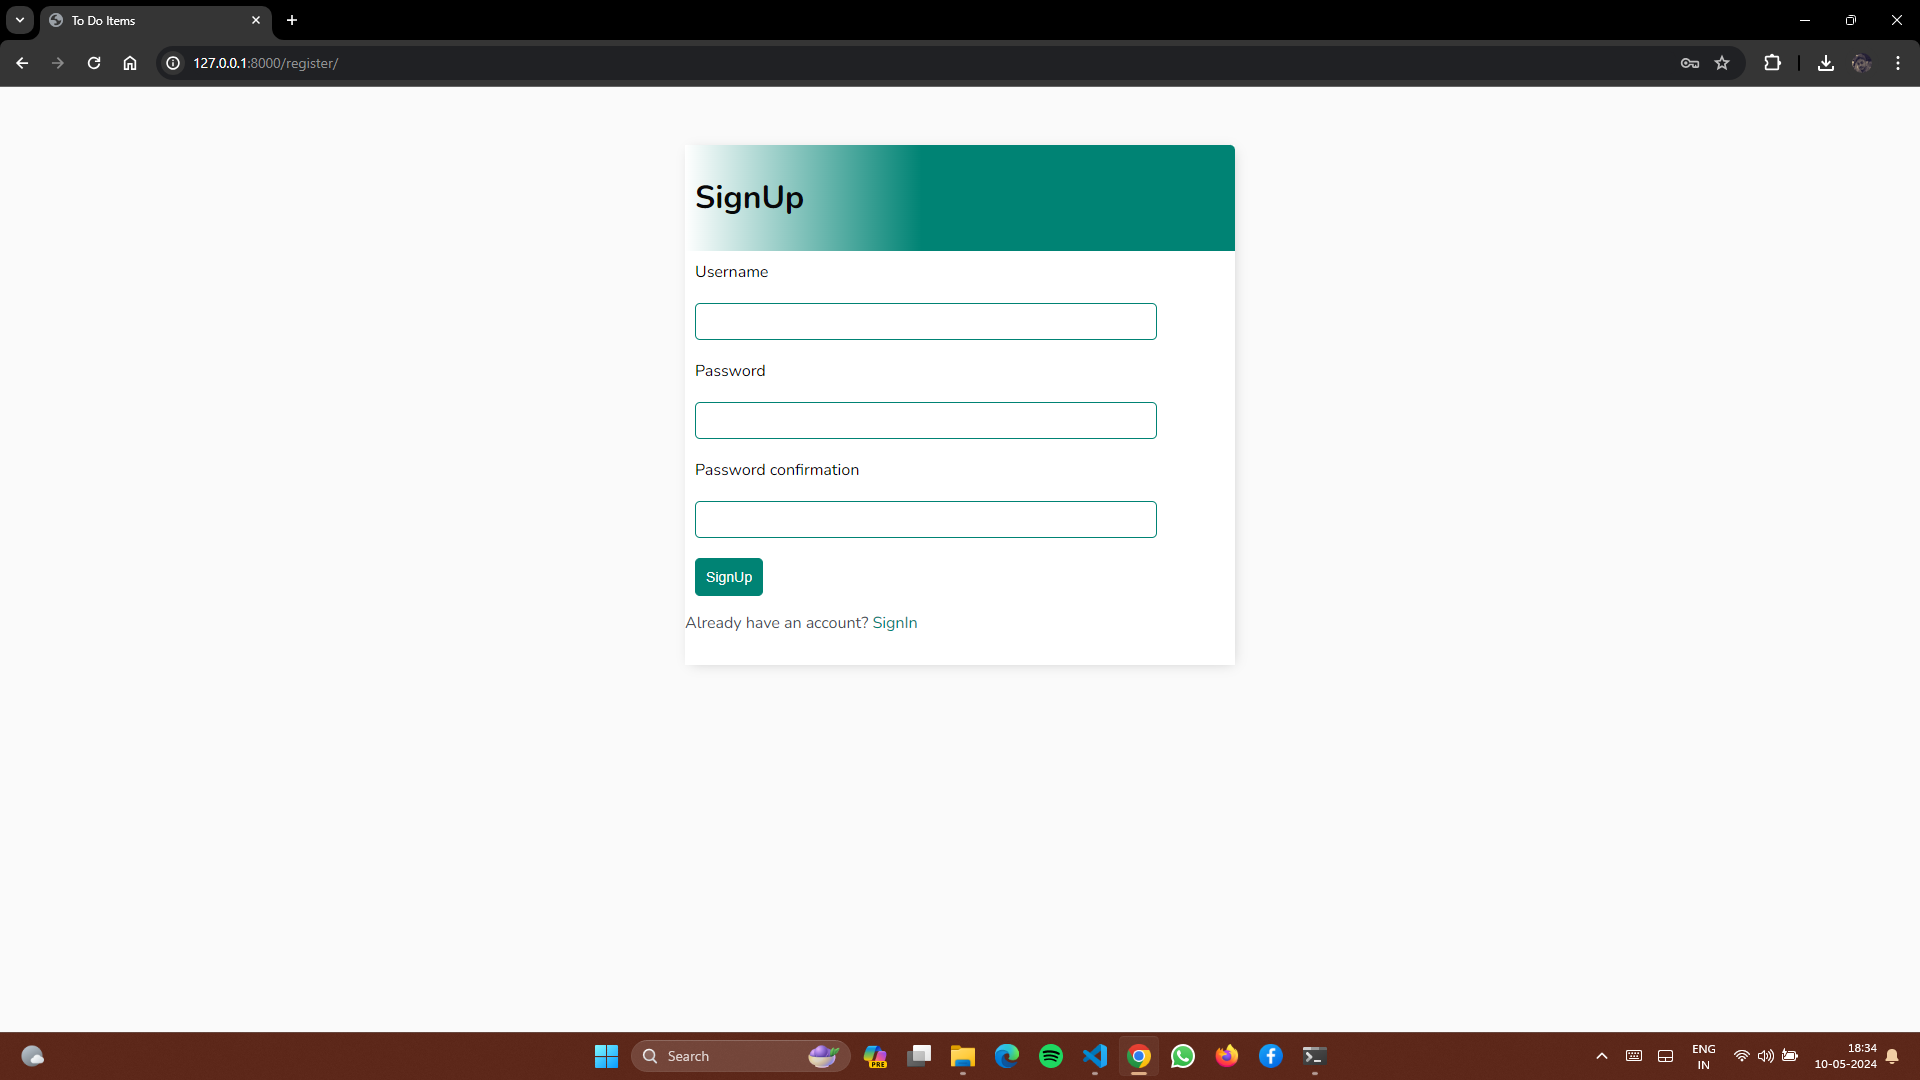 To Do Items
127.0.0.1:8000/register/
SignUp
Username
Password
Password confirmation
SignUp
Already have an account? SignIn
Search
PRE
ENG
IN
18:34
10-05-2024